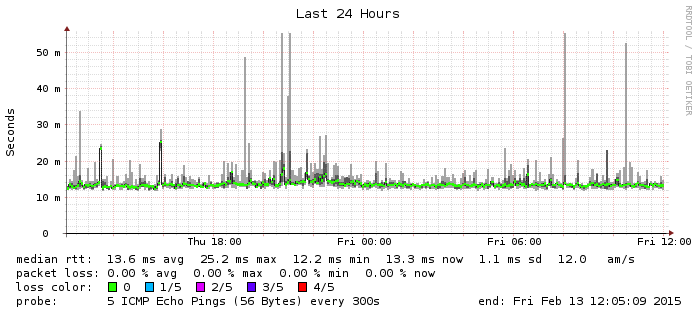 Last 24 Hours
RRDTOOL / TOBI OETIKER
Seconds
50 m
40 m
30 m
20 m
10 m
0
Thu 18:00 Fri 00:00 Fri 06:00 Fri 12:00
median rtt: 13.6 ms avg 25.2 ms max 12.2 ms min 13.3 ms now 1.1 ms sd 12.0 am/s
packet loss: 0.00 % avg 0.00 % max 0.00 % min 0.00 % now
loss color: 0 1/5 2/5 3/5 4/5
probe: 5 ICMP Echo Pings (56 Bytes) every 300s end: Fri Feb 13 12:05:09 2015